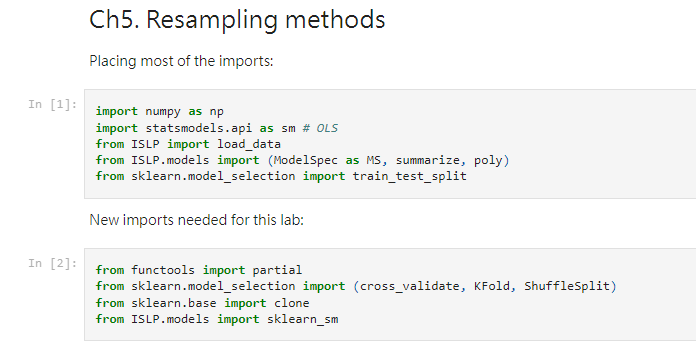 Ch5. Resampling methods
Placing most of the imports:
In [1]:
import numpy as np
import statsmodels.api as sm # OLS
from ISLP import load_data
from ISLP.models import (ModelSpec as MS, summarize, poly)
from sklearn.model_selection import train_test_split
New imports needed for this lab:
In [2]:
from functools import partial
from sklearn.model_selection import (cross_validate, KFold, ShuffleSplit)
from sklearn.base import clone
from ISLP.models import sklearn_sm